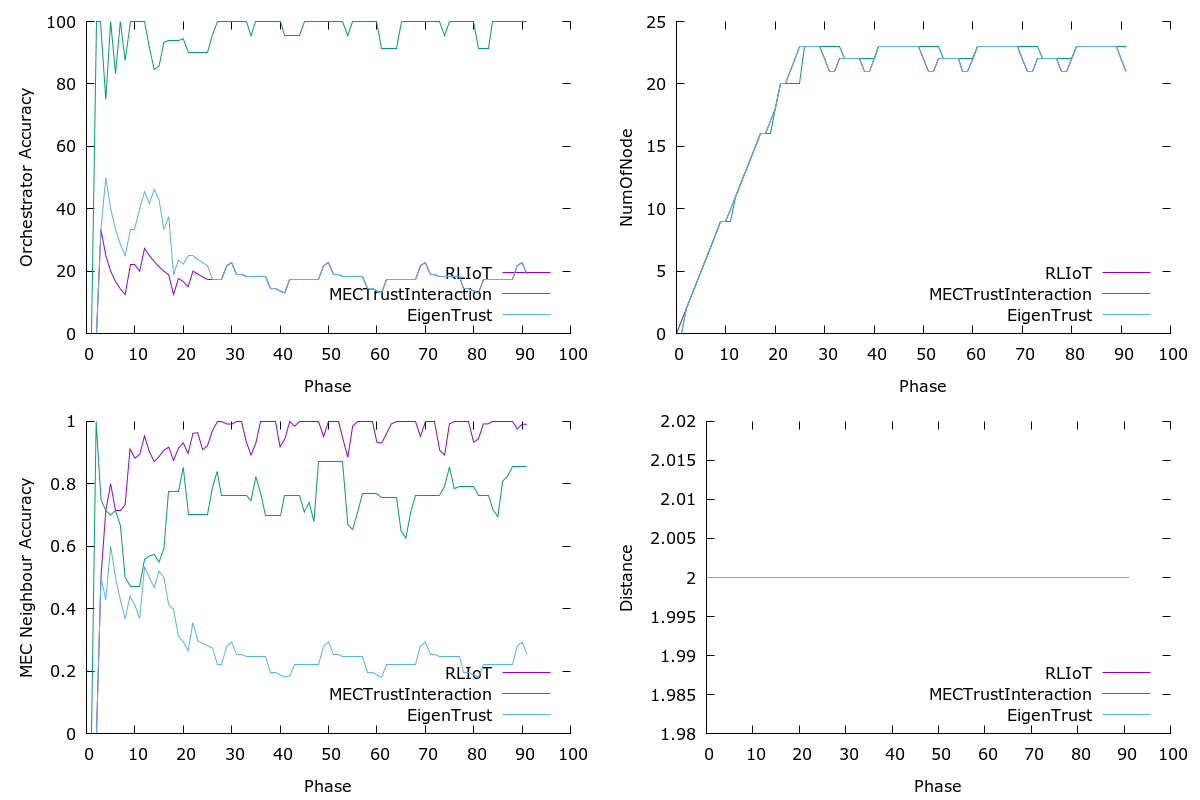 Orchestrator Accuracy
100
80
60
40
20
0
RLIoT
MECTrustInteraction
EigenTrust
0 10 20 30 40 50 60 70 80 90 100
Phase
NumOfNode
25
20
15
10
5
0
RLIoT
MECTrustInteraction
EigenTrust
0 10 20 30 40 50 60 70 80 90 100
Phase
MEC Neighbour Accuracy
1
0.8
0.6
0.4
0.2
0
RLIoT
MECTrustInteraction
EigenTrust
0 10 20 30 40 50 60 70 80 90 100
Phase
Distance
2.02
2.015
2.01
2.005
2
1.995
1.99
1.985
1.98
RLIoT
MECTrustInteraction
EigenTrust
0 10 20 30 40 50 60 70 80 90 100
Phase